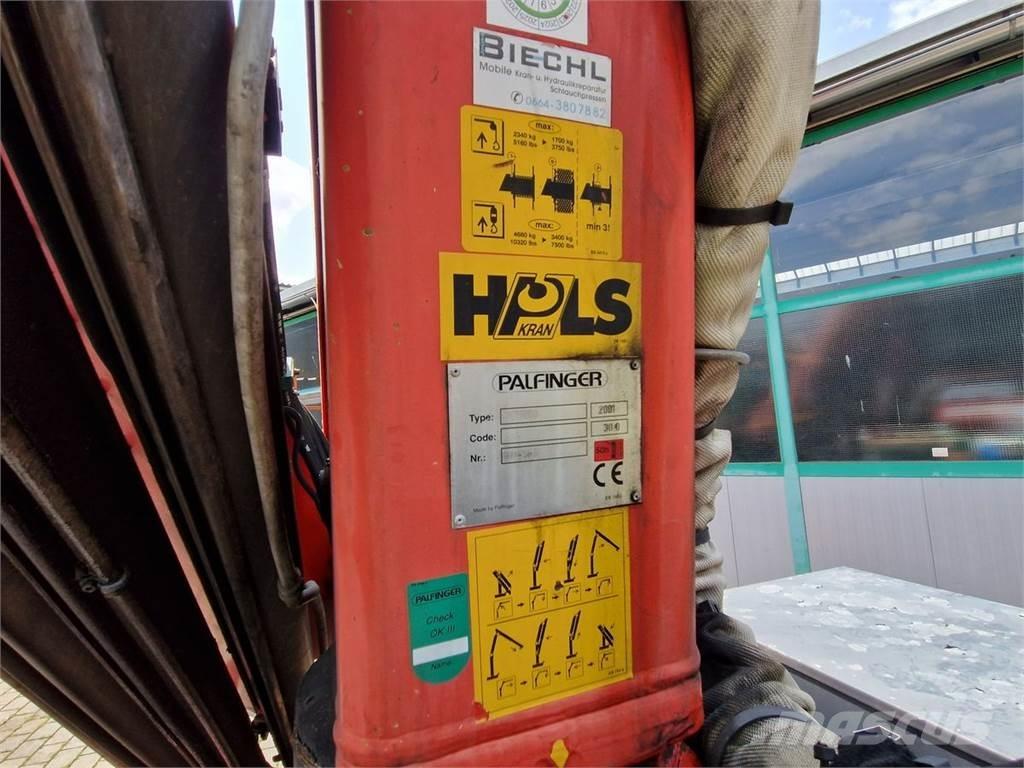 BIECHL
Mobile Kran- u. Hydraulikreparatur
Schlauchpressen
0664-3807882
max:
2340 kg 1700 kg
5160 lbs 3750 lbs
max:
4680 kg 3400 kg
10320 lbs 7500 lbs
min 3!
HPLS
KRAN
PALFINGER
Type: 2001
Code:
Nr.:
CE
Made by Palfinger
PALFINGER
Check
OK !!!
Name
MASCUS